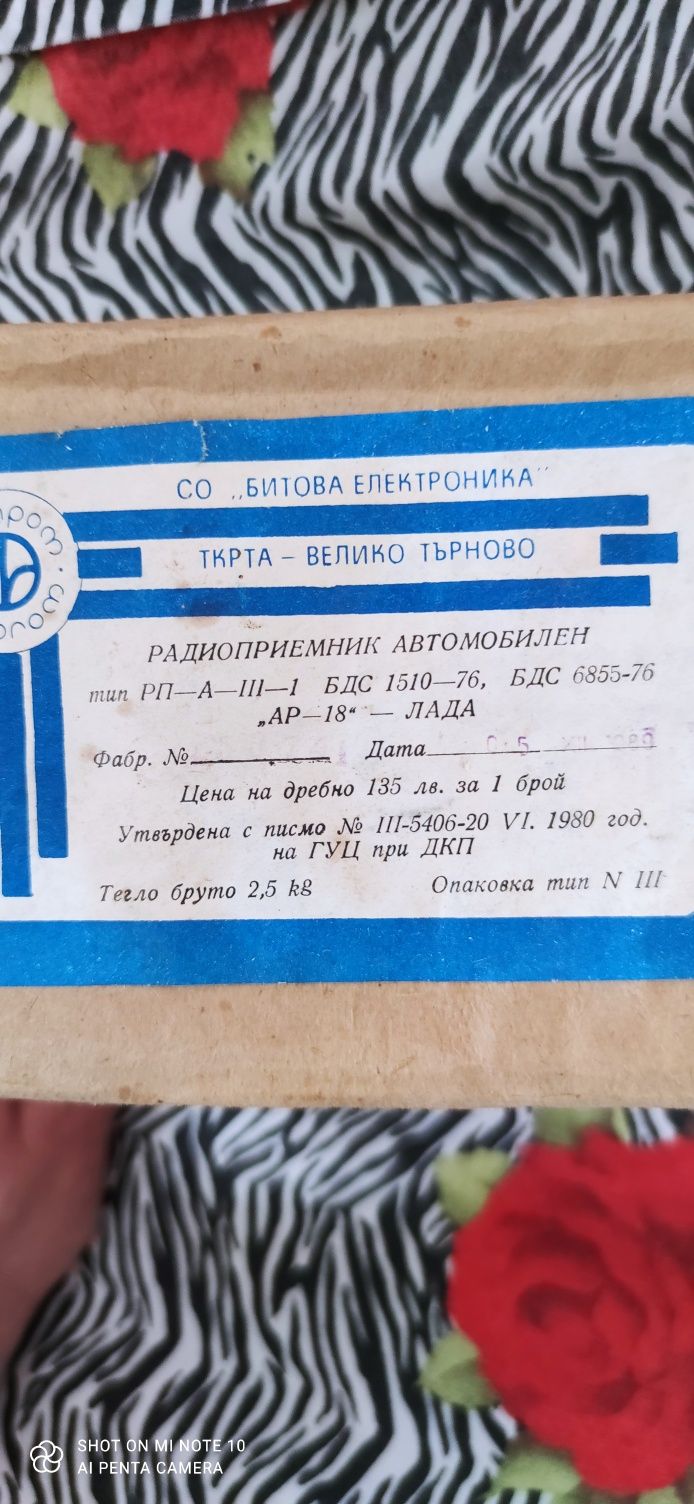 СО „БИТОВА ЕЛЕКТРОНИКА"
ТКРТА – ВЕЛИКО ТЪРНОВО
РАДИОПРИЕМНИК АВТОМОБИЛЕН
тип РП—А—III—1 БДС 1510—76, БДС 6855-76
„АР—18“ — ЛАДА
Фабр. № Дата
Цена на дребно 135 лв. за 1 брой
Утвърдена с писмо № III-5406-20 VI. 1980 год.
на ГУЦ при ДКП
Тегло бруто 2,5 kg Опаковка тип N III
SHOT ON MI NOTE 10
AI PENTA CAMERA